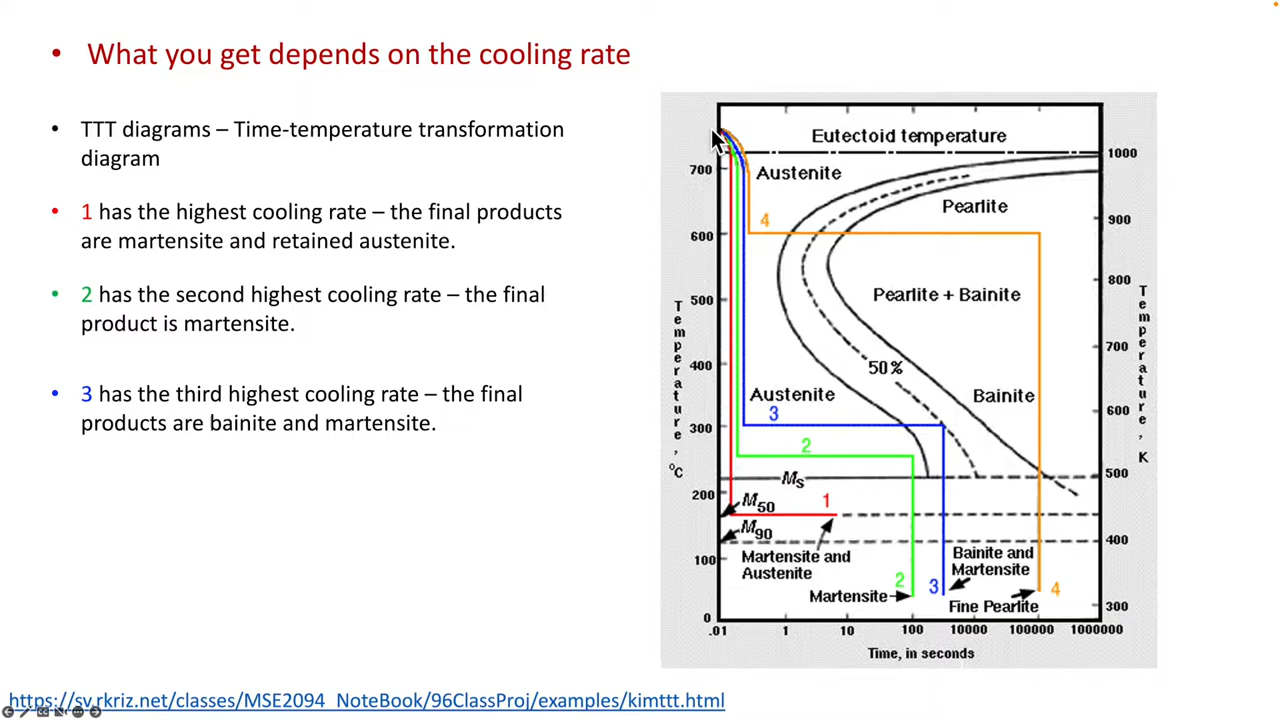 • What you get depends on the cooling rate
• TTT diagrams – Time-temperature transformation
diagram
• 1 has the highest cooling rate – the final products
are martensite and retained austenite.
• 2 has the second highest cooling rate – the final
product is martensite.
• 3 has the third highest cooling rate – the final
products are bainite and martensite.
https://sv.rkriz.net/classes/MSE2094_NoteBook/96ClassProj/examples/kimttt.html
Eutectoid temperature
Austenite
Pearlite
4
Pearlite + Bainite
50%
Austenite
Bainite
3
2
Ms
M50
1
M90
Martensite and
Austenite
Bainite and
Martensite
2
3
4
Martensite
Fine Pearlite
Temperature, °C
700
600
500
400
300
200
100
0
Temperature, K
1000
900
800
700
600
500
400
300
.01 1 10 100 10000 100000 1000000
Time, in seconds